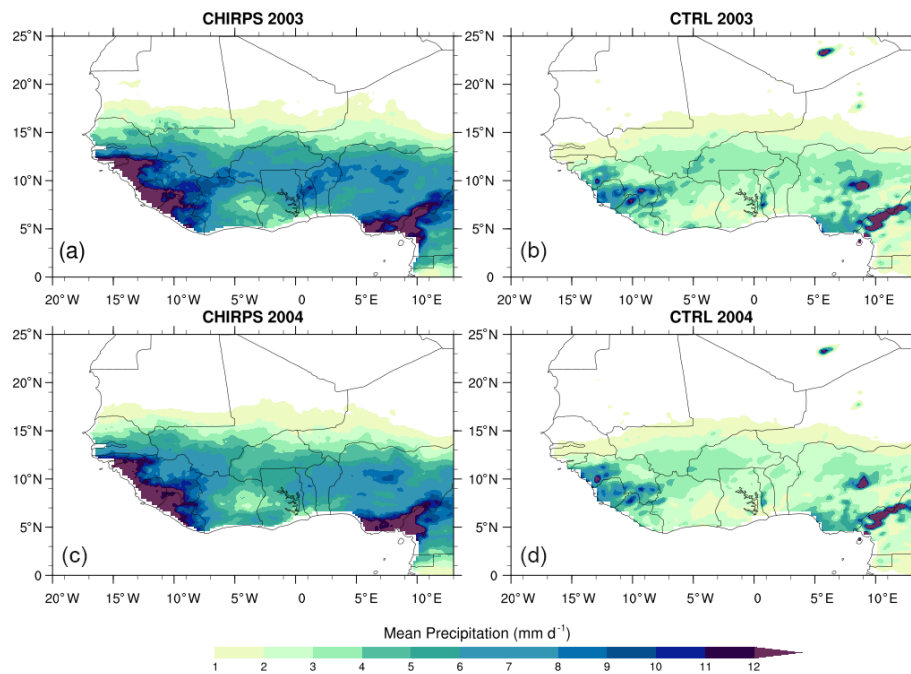 CHIRPS 2003
CTRL 2003
25°N
20°N
15°N
10°N
5°N
0
(a)
20°W
15°W
10°W
5°W
0
5°E
10°E
25°N
20°N
15°N
10°N
5°N
0
(b)
20°W
15°W
10°W
5°W
0
5°E
10°E
CHIRPS 2004
CTRL 2004
25°N
20°N
15°N
10°N
5°N
0
(c)
20°W
15°W
10°W
5°W
0
5°E
10°E
25°N
20°N
15°N
10°N
5°N
0
(d)
20°W
15°W
10°W
5°W
0
5°E
10°E
Mean Precipitation (mm d⁻¹)
1 2 3 4 5 6 7 8 9 10 11 12